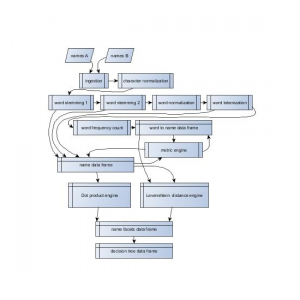 names A
names B
ingestion
character normalization
word stemming 1
word stemming 2
word normalization
word tokenization
word frequency count
word to name data frame
metric engine
name data frame
Dot product engine
Levenshtein distance engine
name facets data frame
decision tree data frame